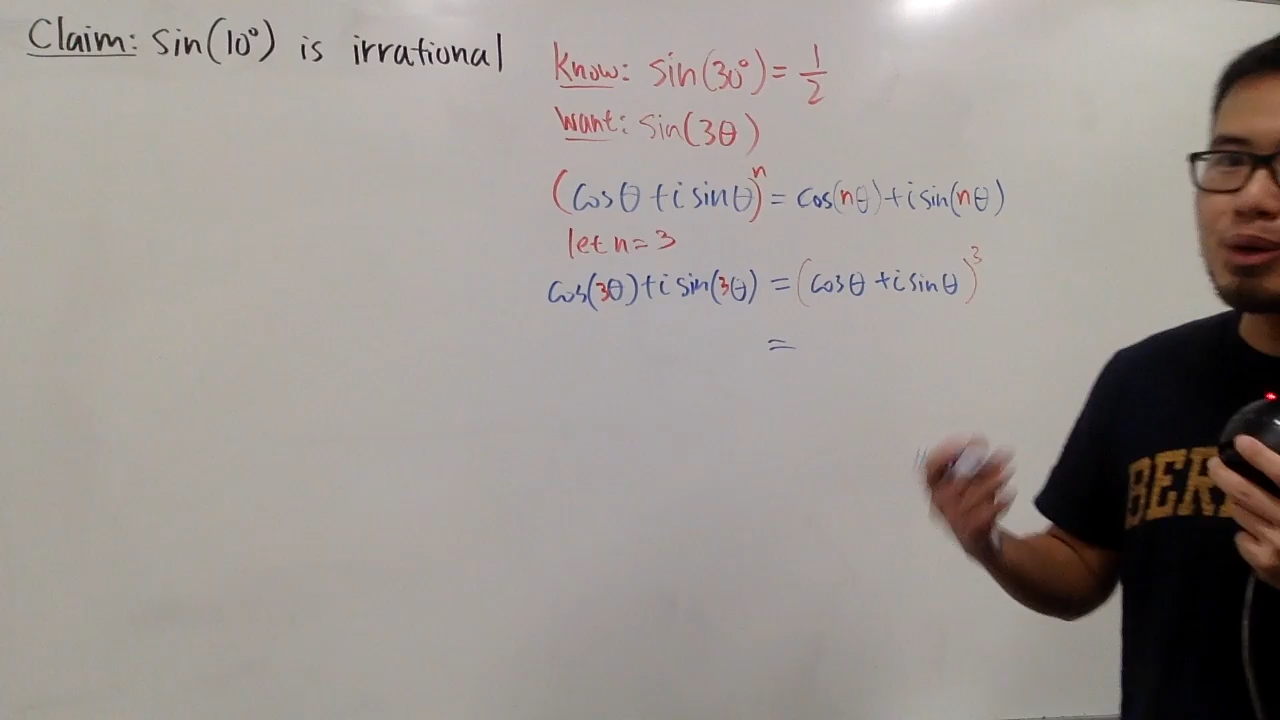 Claim: sin(10°) is irrational
Know: sin(30°) = 1/2
Want: sin(3θ)
(cosθ + i sinθ)^n = cos(nθ) + i sin(nθ)
let n = 3
cos(3θ) + i sin(3θ) = (cosθ + i sinθ)^3
=